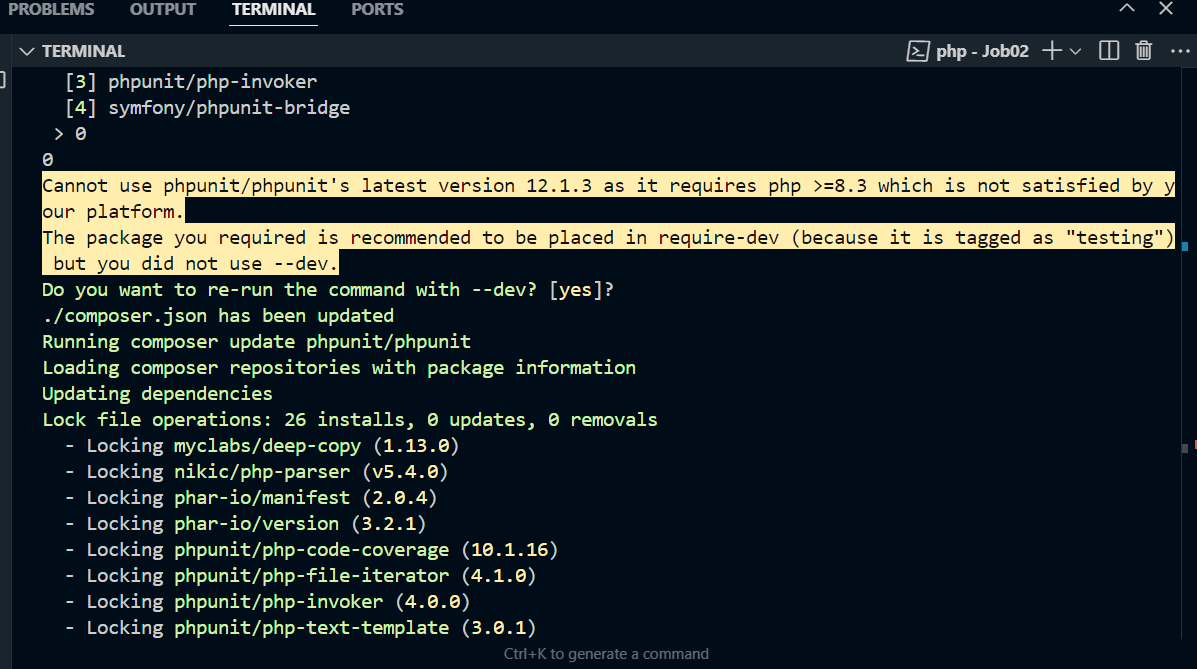 PROBLEMS OUTPUT TERMINAL PORTS
TERMINAL php - Job02
[3] phpunit/php-invoker
[4] symfony/phpunit-bridge
> 0
0
Cannot use phpunit/phpunit's latest version 12.1.3 as it requires php >=8.3 which is not satisfied by y
our platform.
The package you required is recommended to be placed in require-dev (because it is tagged as "testing")
but you did not use --dev.
Do you want to re-run the command with --dev? [yes]?
./composer.json has been updated
Running composer update phpunit/phpunit
Loading composer repositories with package information
Updating dependencies
Lock file operations: 26 installs, 0 updates, 0 removals
- Locking myclabs/deep-copy (1.13.0)
- Locking nikic/php-parser (v5.4.0)
- Locking phar-io/manifest (2.0.4)
- Locking phar-io/version (3.2.1)
- Locking phpunit/php-code-coverage (10.1.16)
- Locking phpunit/php-file-iterator (4.1.0)
- Locking phpunit/php-invoker (4.0.0)
- Locking phpunit/php-text-template (3.0.1)
Ctrl+K to generate a command